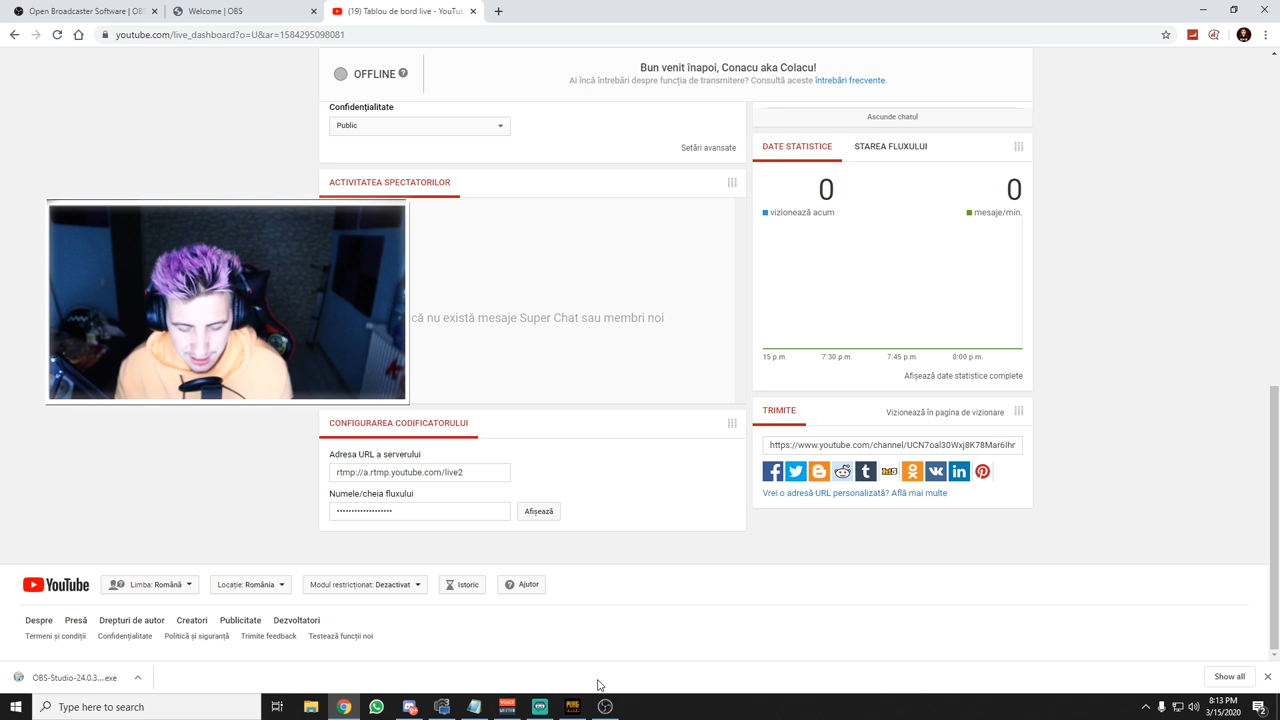 Open Broadcaster Software | OB
Welcome | OBS
(19) Tablou de bord live - YouTub
youtube.com/live_dashboard?o=U&ar=1584295098081
OFFLINE
Bun venit înapoi, Conacu aka Colacu!
Ai încă întrebări despre funcția de transmitere? Consultă aceste întrebări frecvente.
Confidențialitate
Public
Setări avansate
Ascunde chatul
DATE STATISTICE
STAREA FLUXULUI
0
vizionează acum
0
mesaje/min.
15 p.m.
7:30 p.m.
7:45 p.m.
8:00 p.m.
Afișează date statistice complete
ACTIVITATEA SPECTATORILOR
că nu există mesaje Super Chat sau membri noi
TRIMITE
Vizionează în pagina de vizionare
https://www.youtube.com/channel/UCN7oal30Wxj8K78Mar6Ihr
Vrei o adresă URL personalizată? Află mai multe
CONFIGURAREA CODIFICATORULUI
Adresa URL a serverului
rtmp://a.rtmp.youtube.com/live2
Numele/cheia fluxului
•••••••••••••••••••
Afișează
YouTube
Limba: Română
Locație: România
Modul restricționat: Dezactivat
Istoric
Ajutor
Despre
Presă
Drepturi de autor
Creatori
Publicitate
Dezvoltatori
Termeni și condiții
Confidențialitate
Politică și siguranță
Trimite feedback
Testează funcții noi
OBS-Studio-24.0.3....exe
Show all
Type here to search
8:13 PM
3/15/2020